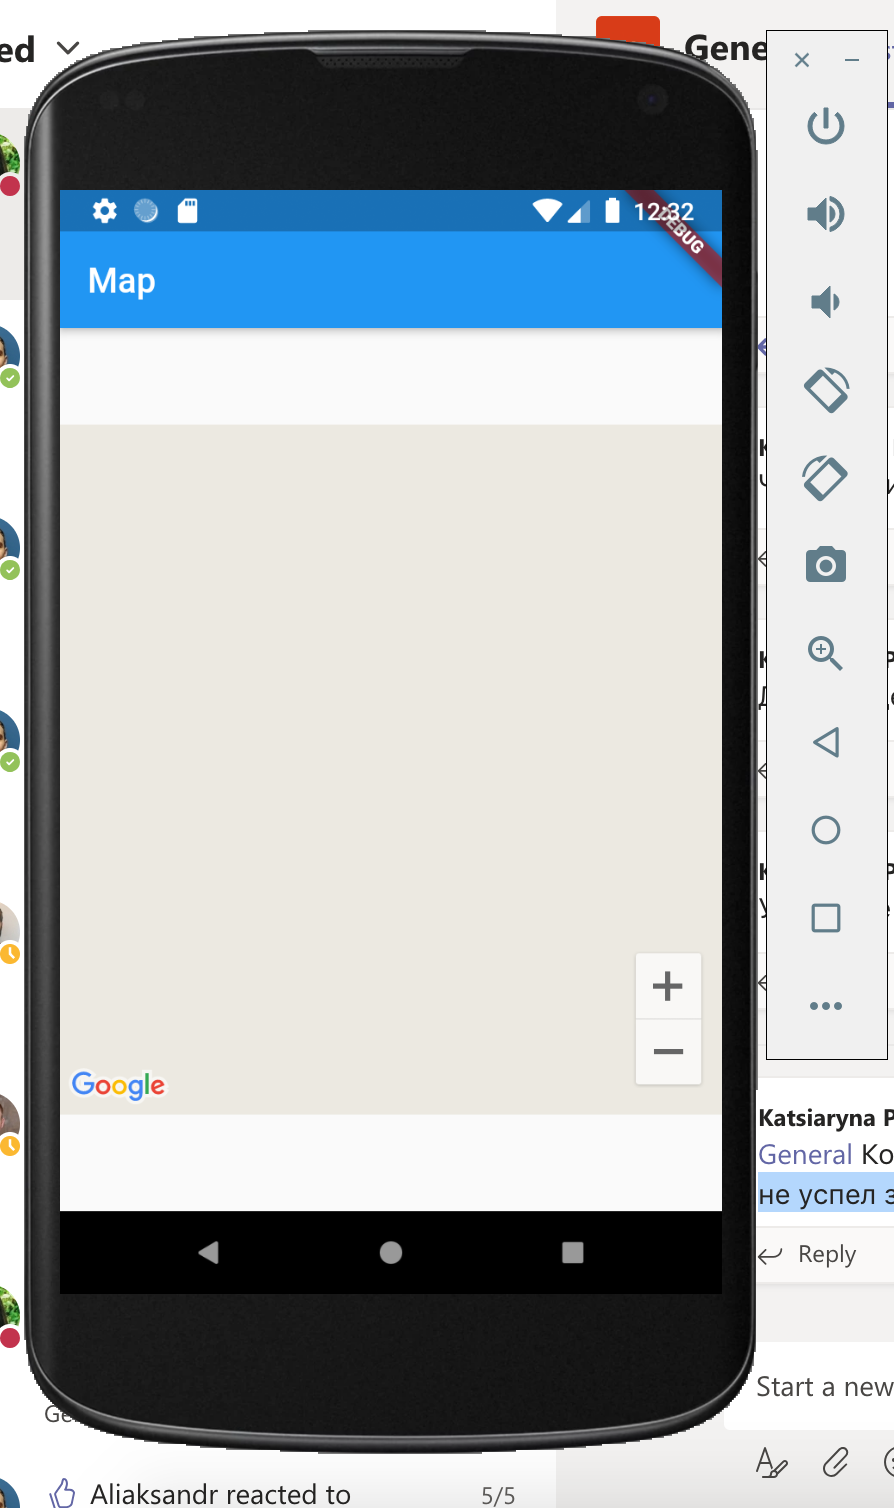 ed
Gene
12:32
DEBUG
Map
Google
Katsiaryna P
General Ко
не успел з
Reply
Start a new
Ge
Aliaksandr reacted to
5/5